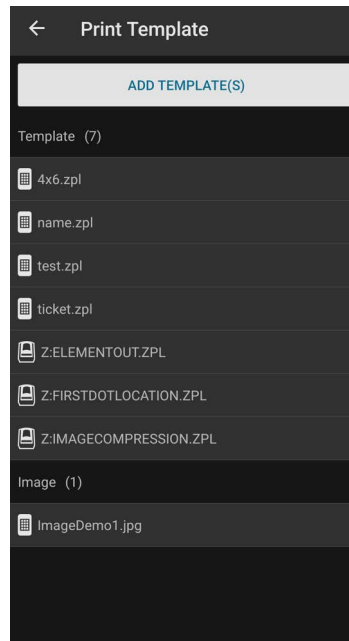 Print Template
ADD TEMPLATE(S)
Template (7)
4x6.zpl
name.zpl
test.zpl
ticket.zpl
Z:ELEMENTOUT.ZPL
Z:FIRSTDOTLOCATION.ZPL
Z:IMAGECOMPRESSION.ZPL
Image (1)
ImageDemo1.jpg